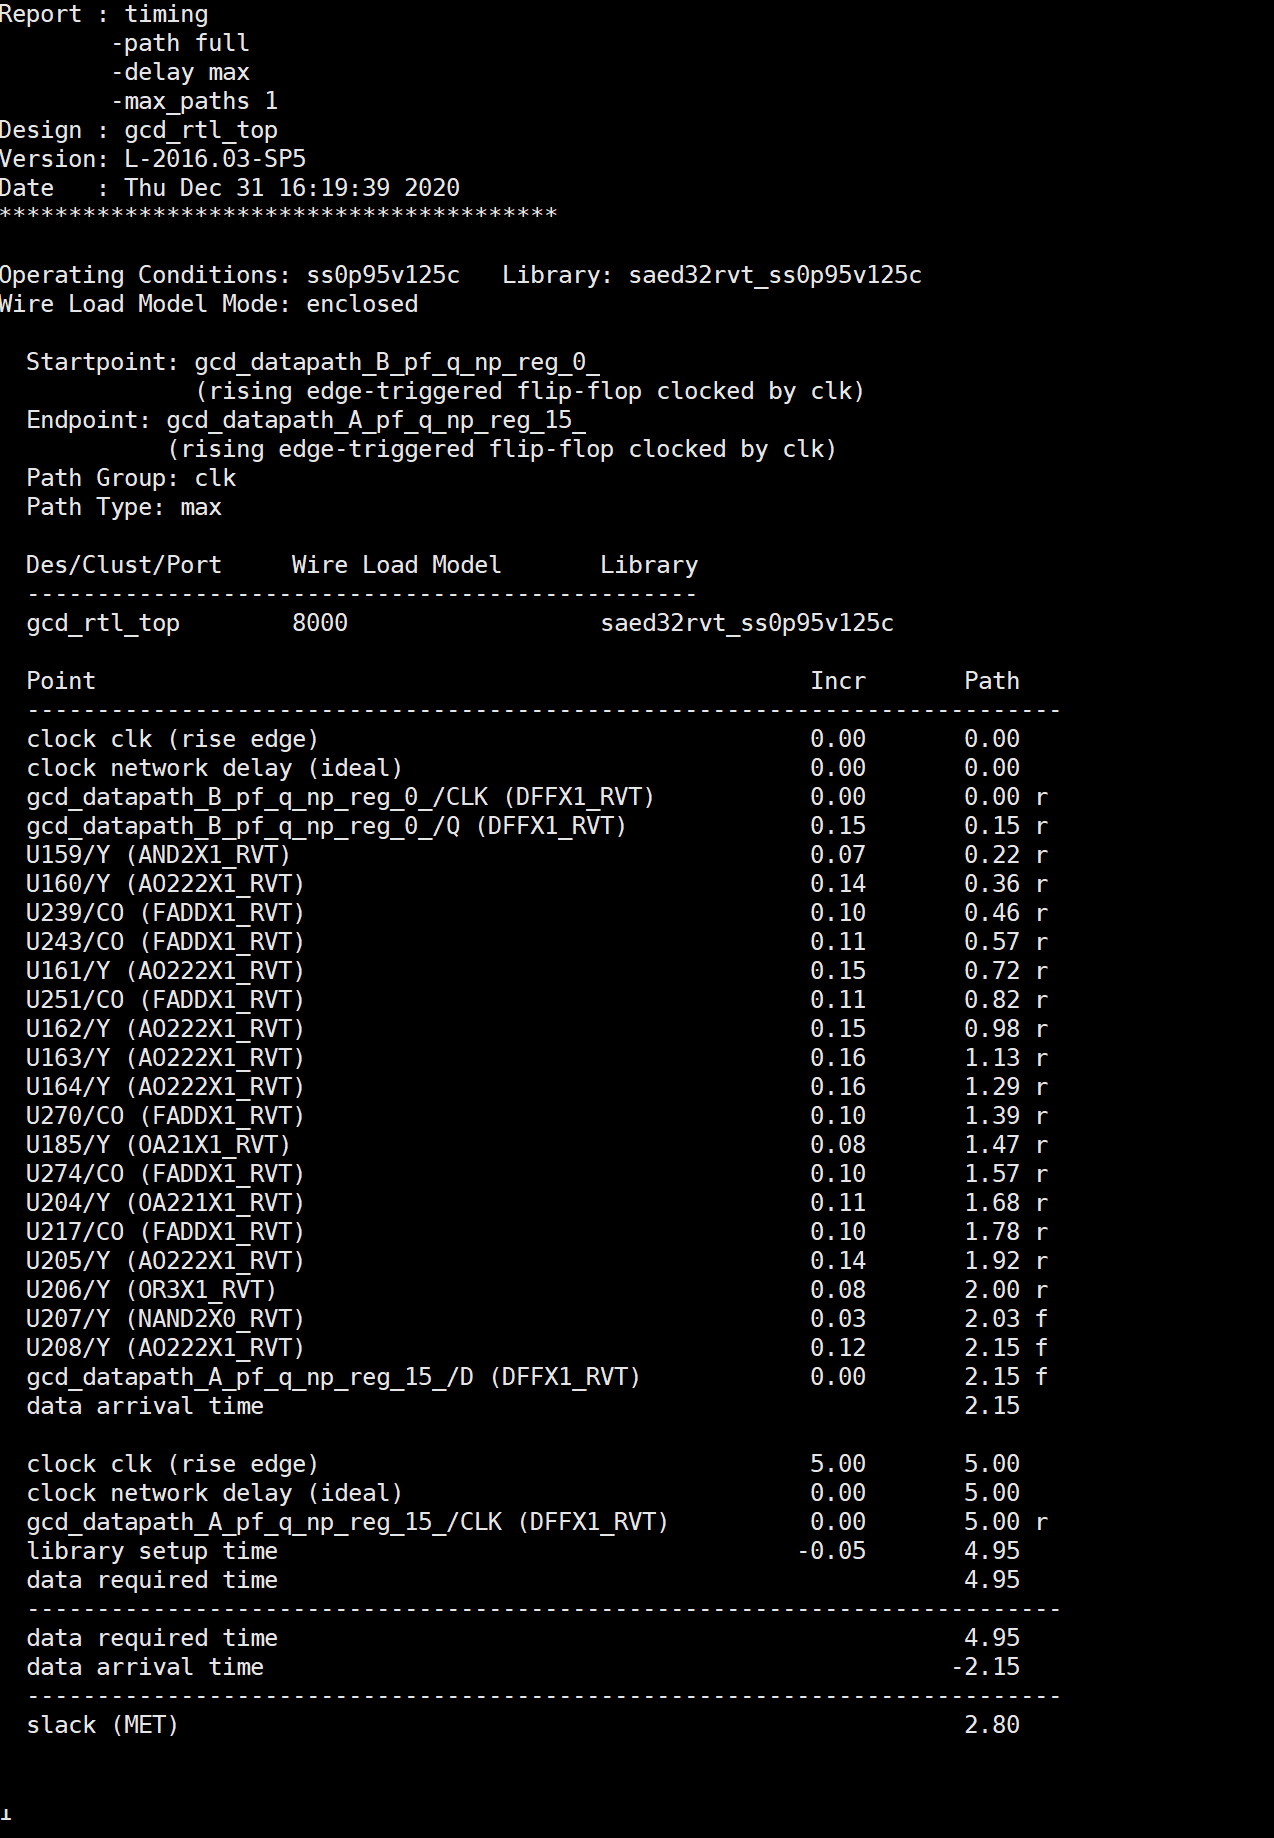 Report : timing
        -path full
        -delay max
        -max_paths 1
Design : gcd_rtl_top
Version: L-2016.03-SP5
Date   : Thu Dec 31 16:19:39 2020
****************************************
Operating Conditions: ss0p95v125c   Library: saed32rvt_ss0p95v125c
Wire Load Model Mode: enclosed
  Startpoint: gcd_datapath_B_pf_q_np_reg_0_
              (rising edge-triggered flip-flop clocked by clk)
  Endpoint: gcd_datapath_A_pf_q_np_reg_15_
            (rising edge-triggered flip-flop clocked by clk)
  Path Group: clk
  Path Type: max
  Des/Clust/Port     Wire Load Model       Library
  ------------------------------------------------
  gcd_rtl_top        8000                  saed32rvt_ss0p95v125c
  Point                                                   Incr       Path
  --------------------------------------------------------------------------
  clock clk (rise edge)                                   0.00       0.00
  clock network delay (ideal)                             0.00       0.00
  gcd_datapath_B_pf_q_np_reg_0_/CLK (DFFX1_RVT)           0.00       0.00 r
  gcd_datapath_B_pf_q_np_reg_0_/Q (DFFX1_RVT)             0.15       0.15 r
  U159/Y (AND2X1_RVT)                                     0.07       0.22 r
  U160/Y (AO222X1_RVT)                                    0.14       0.36 r
  U239/CO (FADDX1_RVT)                                    0.10       0.46 r
  U243/CO (FADDX1_RVT)                                    0.11       0.57 r
  U161/Y (AO222X1_RVT)                                    0.15       0.72 r
  U251/CO (FADDX1_RVT)                                    0.11       0.82 r
  U162/Y (AO222X1_RVT)                                    0.15       0.98 r
  U163/Y (AO222X1_RVT)                                    0.16       1.13 r
  U164/Y (AO222X1_RVT)                                    0.16       1.29 r
  U270/CO (FADDX1_RVT)                                    0.10       1.39 r
  U185/Y (OA21X1_RVT)                                     0.08       1.47 r
  U274/CO (FADDX1_RVT)                                    0.10       1.57 r
  U204/Y (OA221X1_RVT)                                    0.11       1.68 r
  U217/CO (FADDX1_RVT)                                    0.10       1.78 r
  U205/Y (AO222X1_RVT)                                    0.14       1.92 r
  U206/Y (OR3X1_RVT)                                      0.08       2.00 r
  U207/Y (NAND2X0_RVT)                                    0.03       2.03 f
  U208/Y (AO222X1_RVT)                                    0.12       2.15 f
  gcd_datapath_A_pf_q_np_reg_15_/D (DFFX1_RVT)            0.00       2.15 f
  data arrival time                                                  2.15
  clock clk (rise edge)                                   5.00       5.00
  clock network delay (ideal)                             0.00       5.00
  gcd_datapath_A_pf_q_np_reg_15_/CLK (DFFX1_RVT)          0.00       5.00 r
  library setup time                                     -0.05       4.95
  data required time                                                 4.95
  --------------------------------------------------------------------------
  data required time                                                 4.95
  data arrival time                                                 -2.15
  --------------------------------------------------------------------------
  slack (MET)                                                        2.80
1